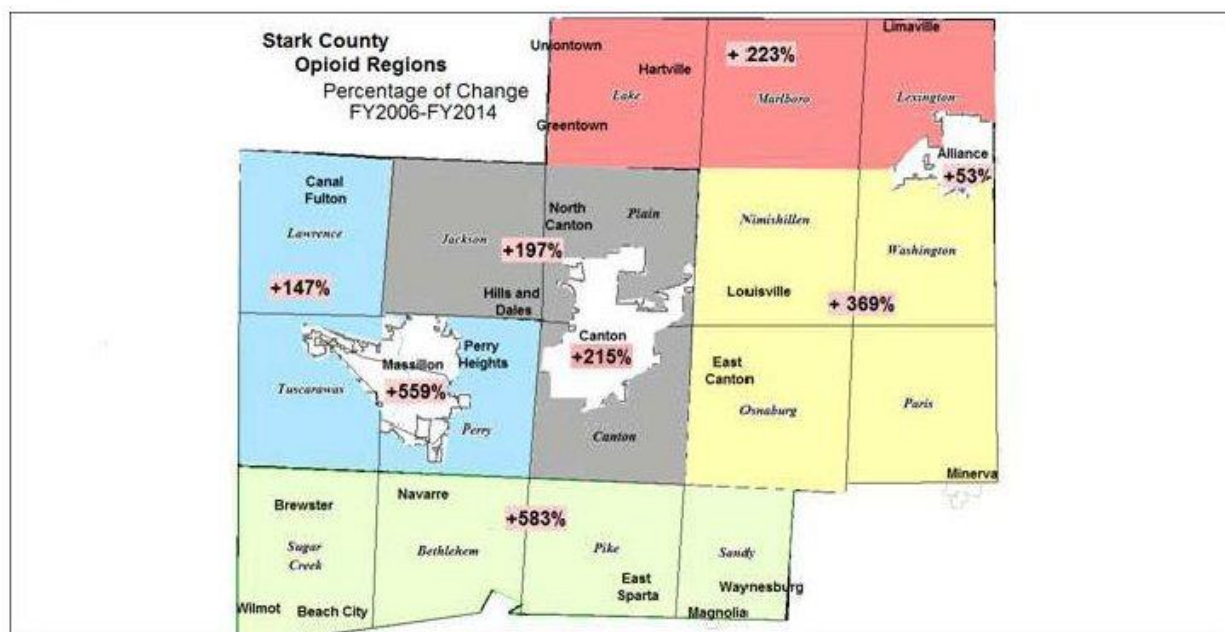 Stark County
Opioid Regions
Percentage of Change
FY2006-FY2014
Limaville
Uniontown
+ 223%
Hartville
Lake
Marlboro
Lexington
Greentown
Alliance
+53%
Canal
Fulton
Lawrence
North
Canton
Plain
Nimishillen
Jackson
+197%
Washington
+147%
Hills and
Dales
Louisville
+ 369%
Canton
+215%
Perry
Heights
Massillon
+559%
East
Canton
Tuscarawas
Osnaburg
Paris
Perry
Canton
Minerva
Brewster
Navarre
+583%
Sugar
Creek
Bethlehem
Pike
Sandy
East
Sparta
Waynesburg
Wilmot
Beach City
Magnolia